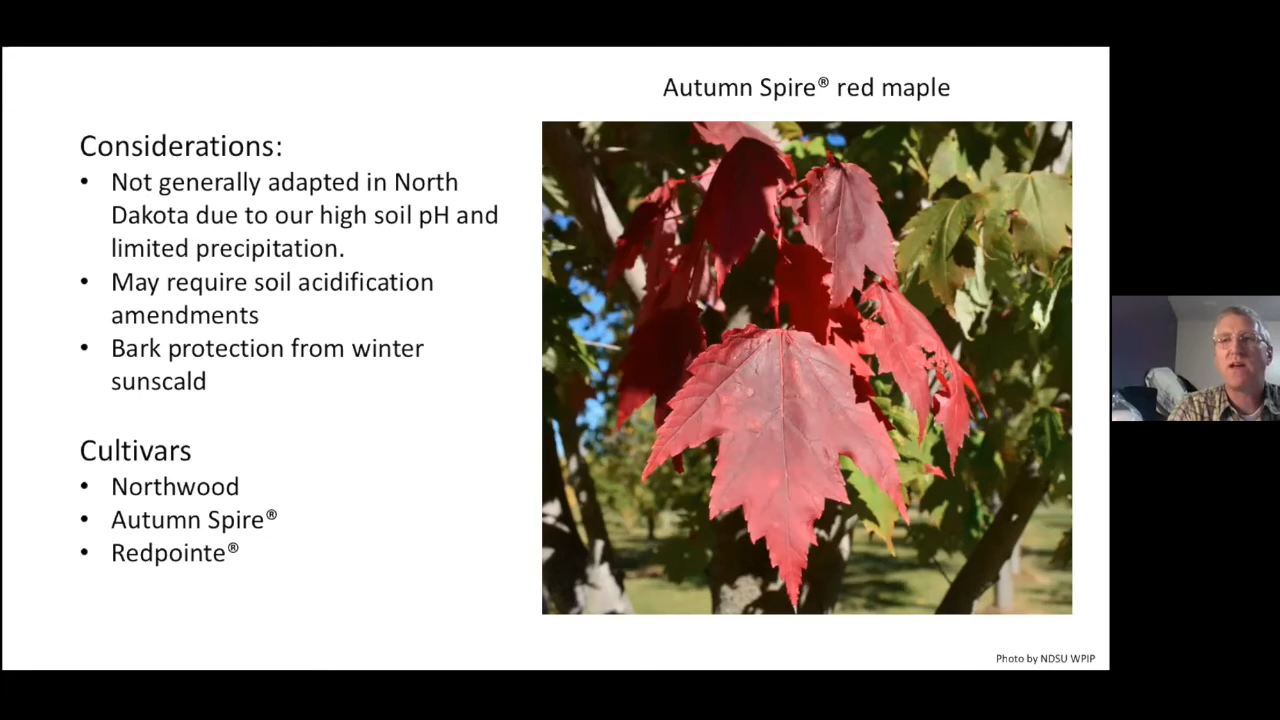 Autumn Spire® red maple
Considerations:
• Not generally adapted in North
Dakota due to our high soil pH and
limited precipitation.
• May require soil acidification
amendments
• Bark protection from winter
sunscald
Cultivars
• Northwood
• Autumn Spire®
• Redpointe®
Photo by NDSU WPIP